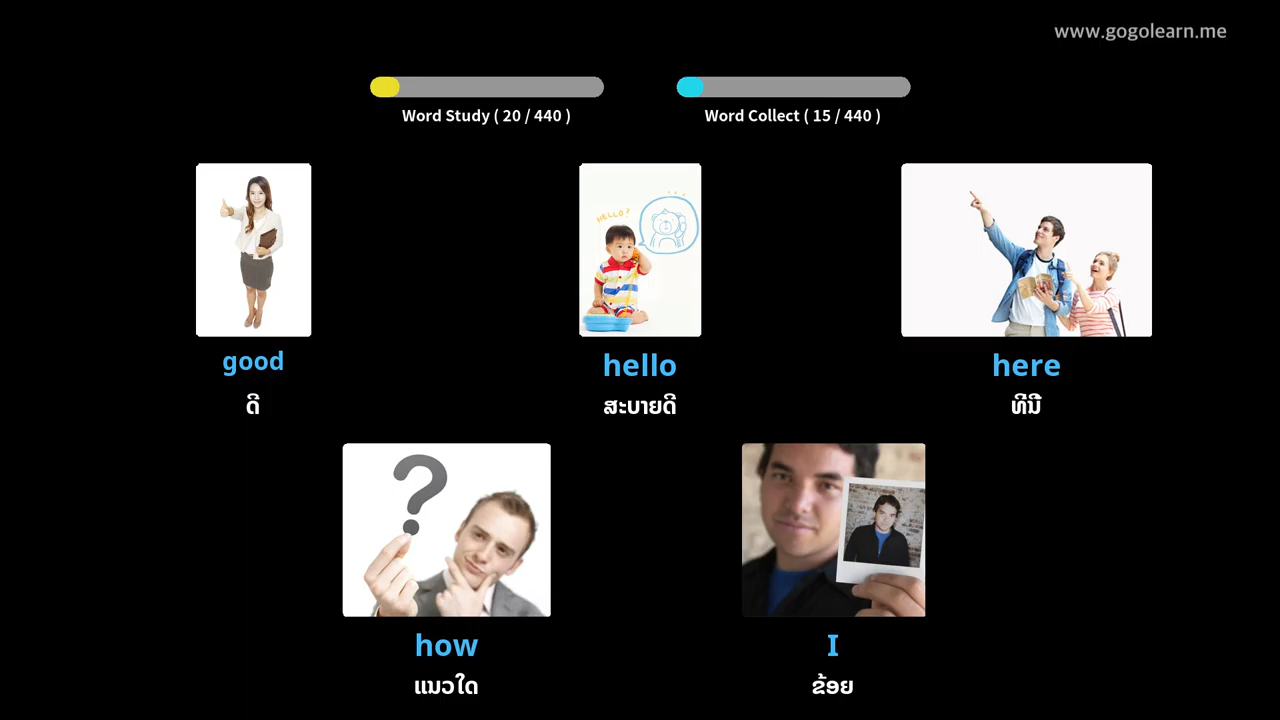 www.gogolearn.me
Word Study ( 20 / 440 )
Word Collect ( 15 / 440 )
HELLO?
good
hello
here
ດີ
ສະບາຍດີ
ທີນີ້
how
I
ແນວໃດ
ຂ້ອຍ